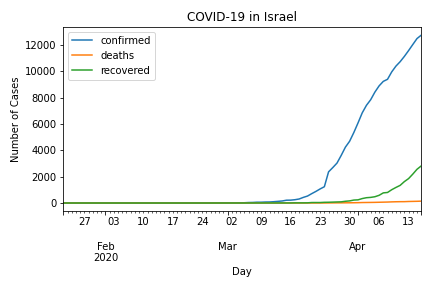 COVID-19 in Israel
confirmed
deaths
recovered
Number of Cases
12000
10000
8000
6000
4000
2000
0
27 03 10 17 24 02 09 16 23 30 06 13
Feb Mar Apr
2020
Day